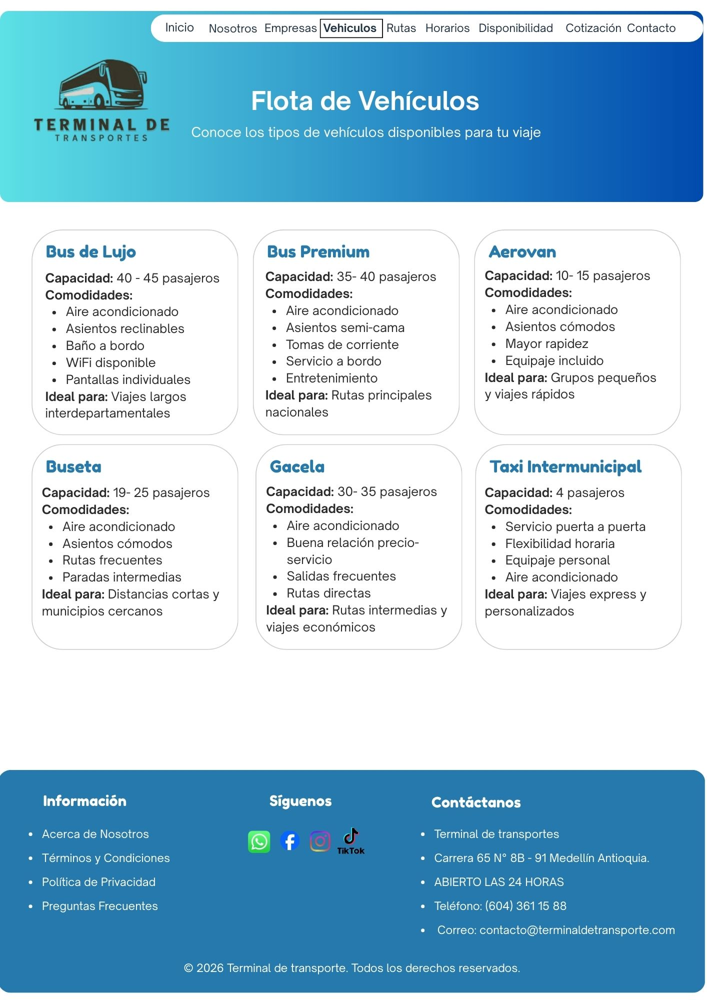 Inicio Nosotros Empresas Vehiculos Rutas Horarios Disponibilidad Cotización Contacto
TERMINAL DE
TRANSPORTES
Flota de Vehículos
Conoce los tipos de vehículos disponibles para tu viaje
Bus de Lujo
Capacidad: 40 - 45 pasajeros
Comodidades:
• Aire acondicionado
• Asientos reclinables
• Baño a bordo
• WiFi disponible
• Pantallas individuales
Ideal para: Viajes largos
interdepartamentales
Bus Premium
Capacidad: 35- 40 pasajeros
Comodidades:
• Aire acondicionado
• Asientos semi-cama
• Tomas de corriente
• Servicio a bordo
• Entretenimiento
Ideal para: Rutas principales
nacionales
Aerovan
Capacidad: 10- 15 pasajeros
Comodidades:
• Aire acondicionado
• Asientos cómodos
• Mayor rapidez
• Equipaje incluido
Ideal para: Grupos pequeños
y viajes rápidos
Buseta
Capacidad: 19- 25 pasajeros
Comodidades:
• Aire acondicionado
• Asientos cómodos
• Rutas frecuentes
• Paradas intermedias
Ideal para: Distancias cortas y
municipios cercanos
Gacela
Capacidad: 30- 35 pasajeros
Comodidades:
• Aire acondicionado
• Buena relación precio-
servicio
• Salidas frecuentes
• Rutas directas
Ideal para: Rutas intermedias y
viajes económicos
Taxi Intermunicipal
Capacidad: 4 pasajeros
Comodidades:
• Servicio puerta a puerta
• Flexibilidad horaria
• Equipaje personal
• Aire acondicionado
Ideal para: Viajes express y
personalizados
Información
• Acerca de Nosotros
• Términos y Condiciones
• Política de Privacidad
• Preguntas Frecuentes
Síguenos
TikTok
Contáctanos
• Terminal de transportes
• Carrera 65 N° 8B - 91 Medellín Antioquia.
• ABIERTO LAS 24 HORAS
• Teléfono: (604) 361 15 88
• Correo: contacto@terminaldetransporte.com
© 2026 Terminal de transporte. Todos los derechos reservados.